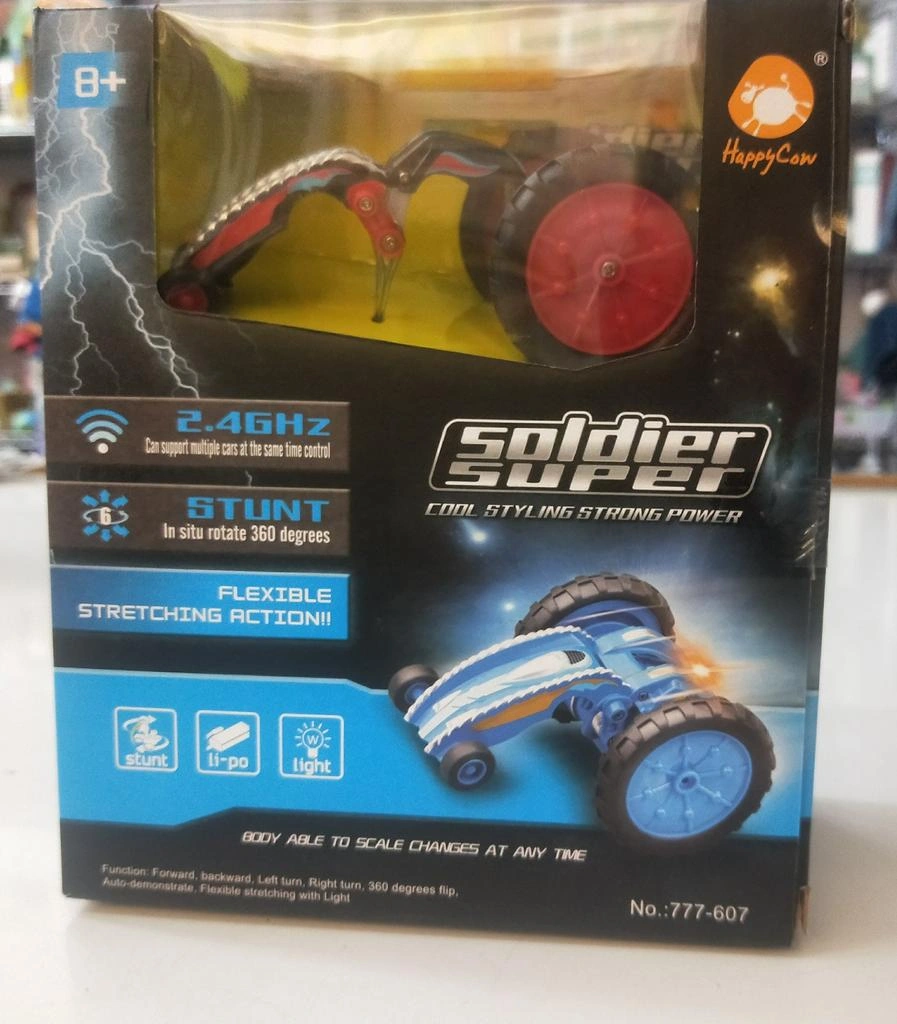 8+
®
HappyCow
2.4GHz
Can support multiple cars at the same time control
6
STUNT
In situ rotate 360 degrees
soldier
super
COOL STYLING STRONG POWER
FLEXIBLE
STRETCHING ACTION!!
stunt
li-po
W
light
BODY ABLE TO SCALE CHANGES AT ANY TIME
Function: Forward, backward, Left turn, Right turn, 360 degrees flip,
Auto-demonstrate, Flexible stretching with Light
No.:777-607